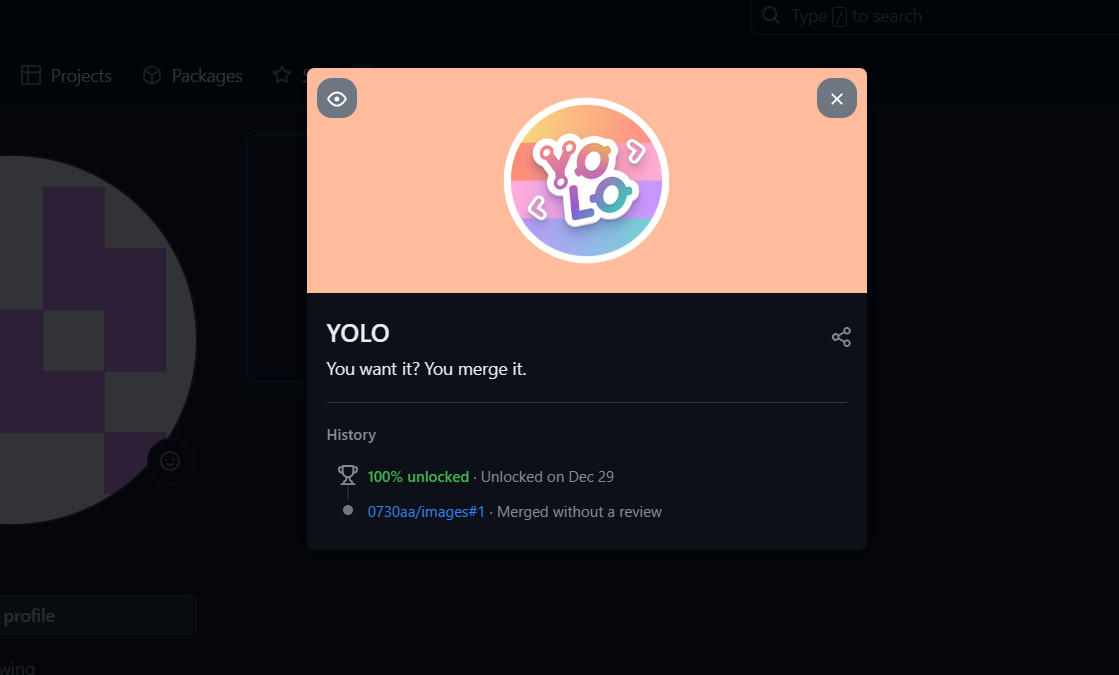 Type / to search
Projects
Packages
YOLO
YOLO
You want it? You merge it.
History
100% unlocked · Unlocked on Dec 29
0730aa/images#1 · Merged without a review
profile
wing